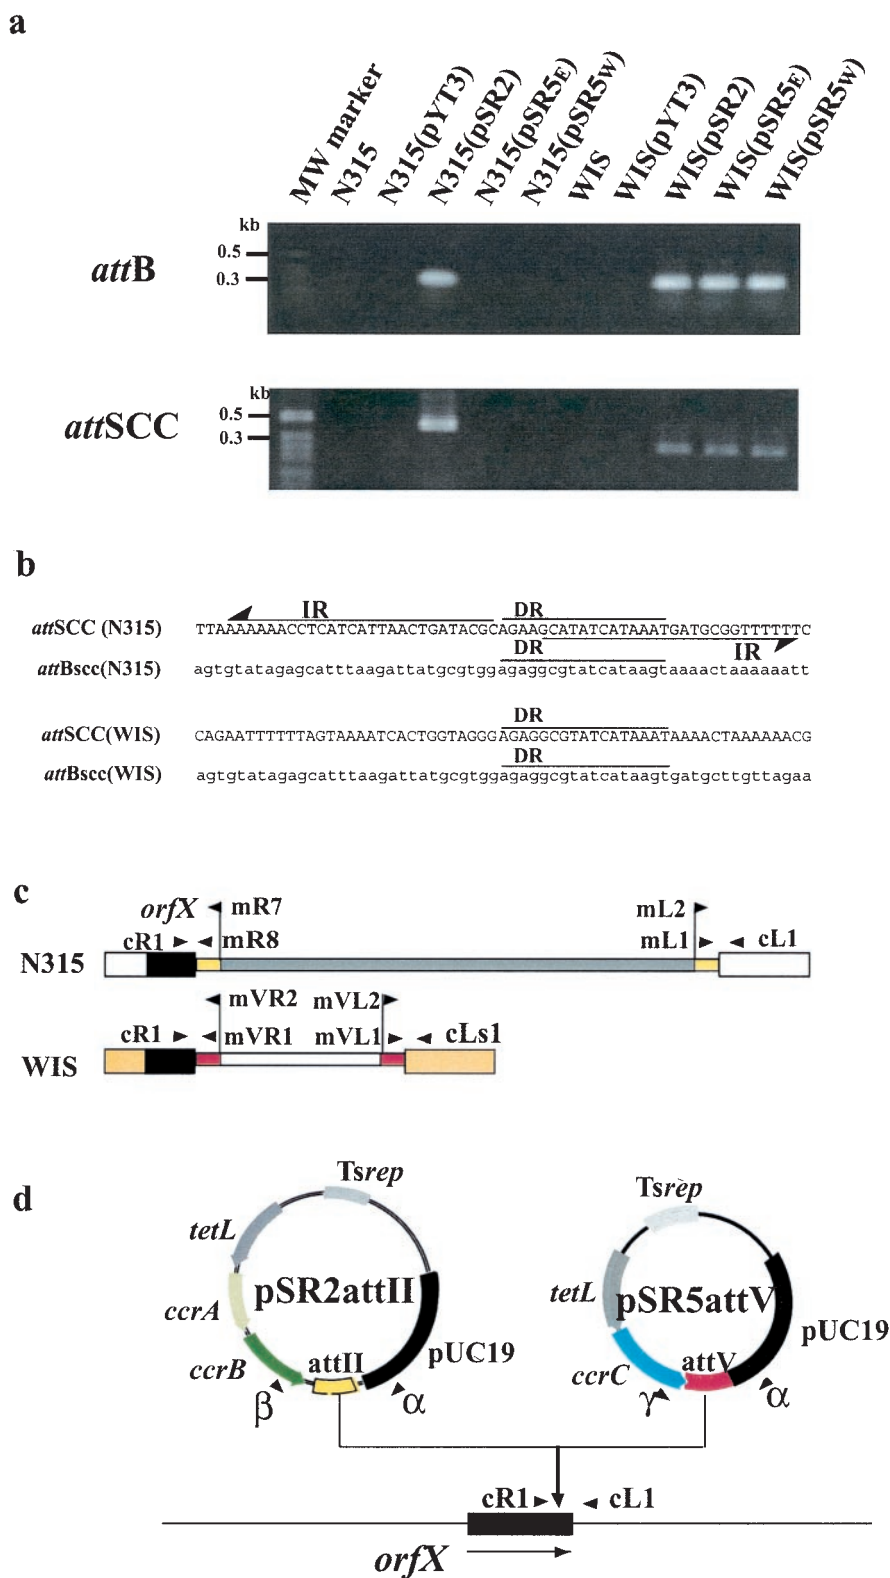 a
MW marker
N315
N315(pYT3)
N315(pSR2)
N315(pSR5E)
N315(pSR5W)
WIS
WIS(pYT3)
WIS(pSR2)
WIS(pSR5E)
WIS(pSR5W)
attB
kb
0.5
0.3
attSCC
kb
0.5
0.3
b
IR
DR
attSCC (N315) TTAAAAAAACCTCATCATTAACTGATACGCAGAAGCATATCATAAATGATGCGGTTTTTTC
DR
IR
attBscc(N315) agtgtatagagcatttaagattatgcgtggagaggcgtatcataagtaaaactaaaaaatt
DR
attSCC(WIS) CAGAATTTTTTAGTAAAATCACTGGTAGGGAGAGGCGTATCATAAATAAAACTAAAAAACG
DR
attBscc(WIS) agtgtatagagcatttaagattatgcgtggagaggcgtatcataagtgatgcttgttagaa
c
orfX
mR7
mL2
cR1
mR8
mL1
cL1
N315
mVR2
mVL2
cR1
mVR1
mVL1
cLs1
WIS
d
Tsrep
tetL
ccrA
pSR2attII
ccrB
attII
pUC19
β
α
Tsrèp
tetL
pSR5attV
pUC19
ccrC
attV
γ
α
cR1
cL1
orfX